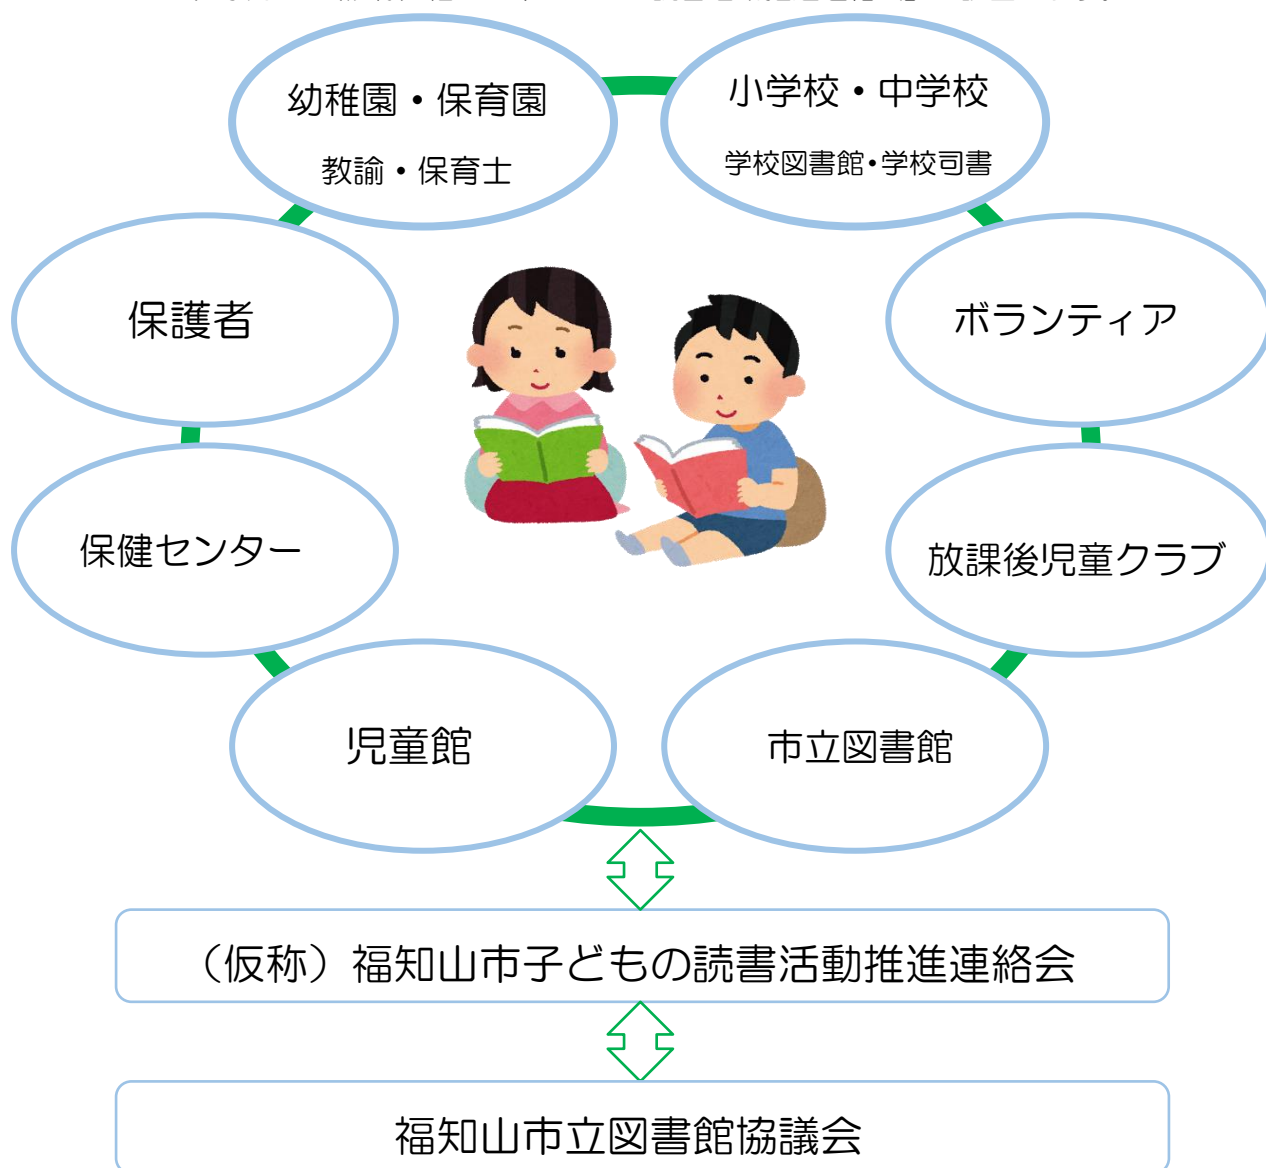 幼稚園・保育園
教諭・保育士
小学校・中学校
学校図書館・学校司書
保護者
ボランティア
保健センター
放課後児童クラブ
児童館
市立図書館
（仮称）福知山市子どもの読書活動推進連絡会
福知山市立図書館協議会